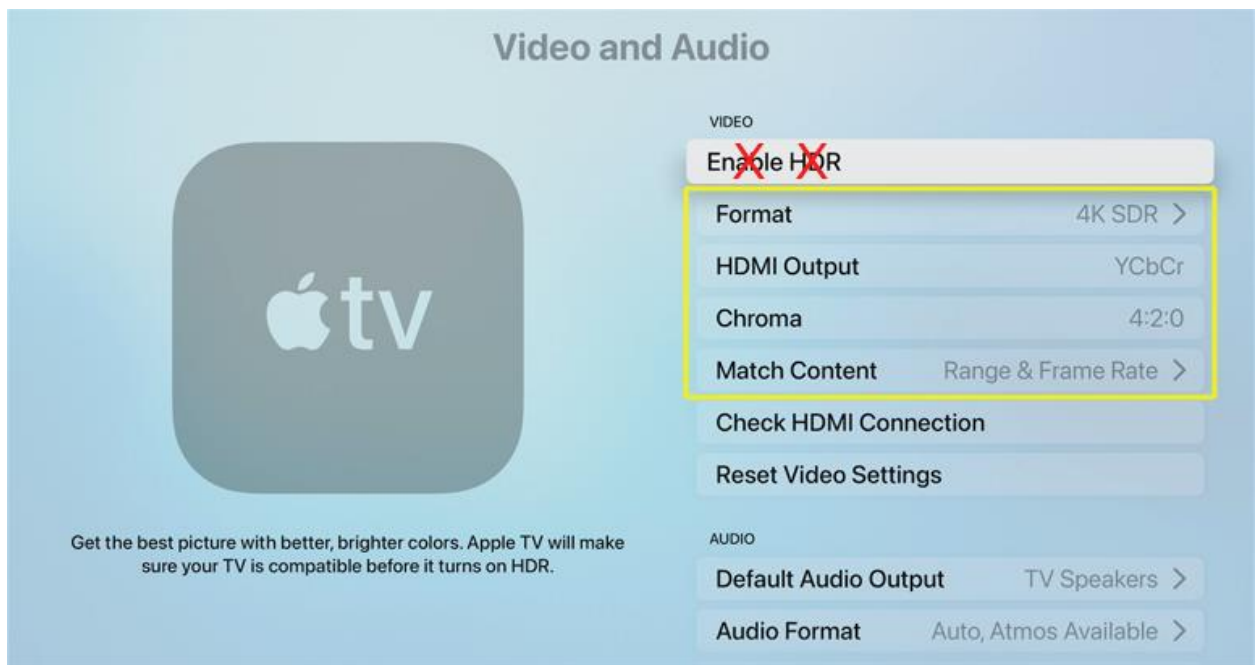 Video and Audio
VIDEO
Enable HDR
Format 4K SDR >
HDMI Output YCbCr
Chroma 4:2:0
Match Content Range & Frame Rate >
Check HDMI Connection
Reset Video Settings
tv
Get the best picture with better, brighter colors. Apple TV will make
sure your TV is compatible before it turns on HDR.
AUDIO
Default Audio Output TV Speakers >
Audio Format Auto, Atmos Available >